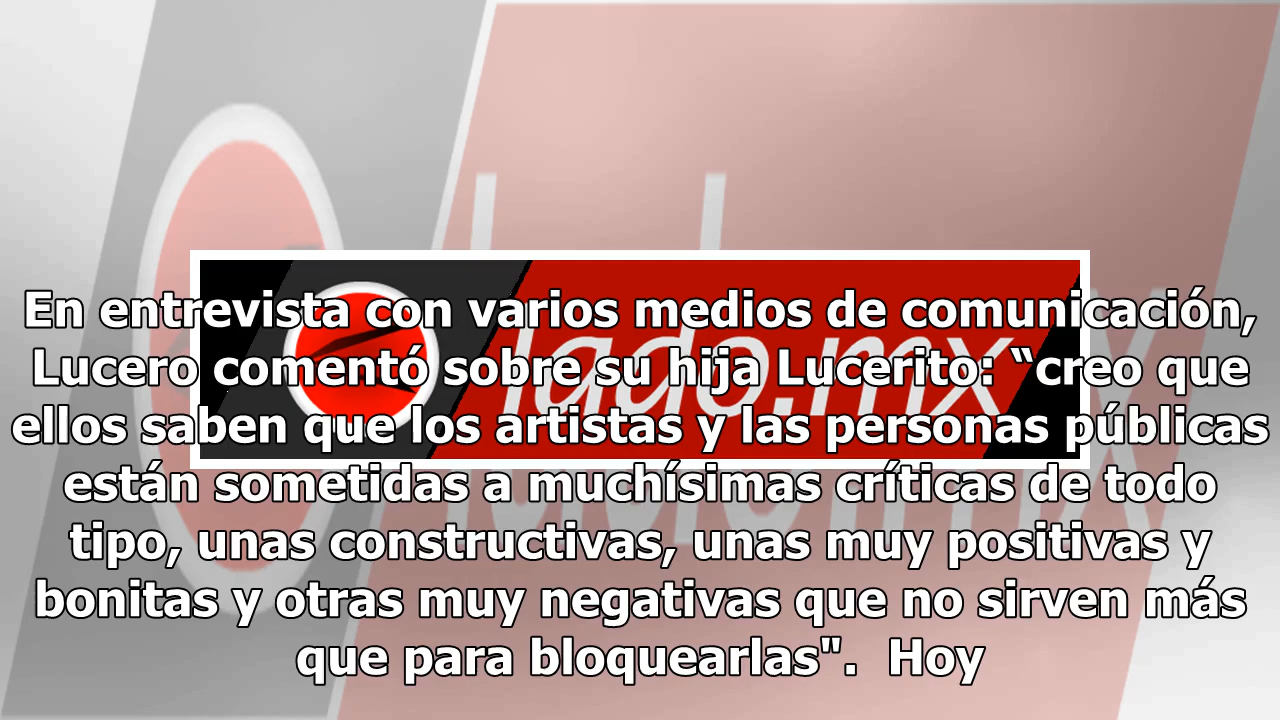 En entrevista con varios medios de comunicación,
Lucero comentó sobre su hija Lucerito: “creo que
ellos saben que los artistas y las personas públicas
están sometidas a muchísimas críticas de todo
tipo, unas constructivas, unas muy positivas y
bonitas y otras muy negativas que no sirven más
que para bloquearlas".  Hoy
lado.mx